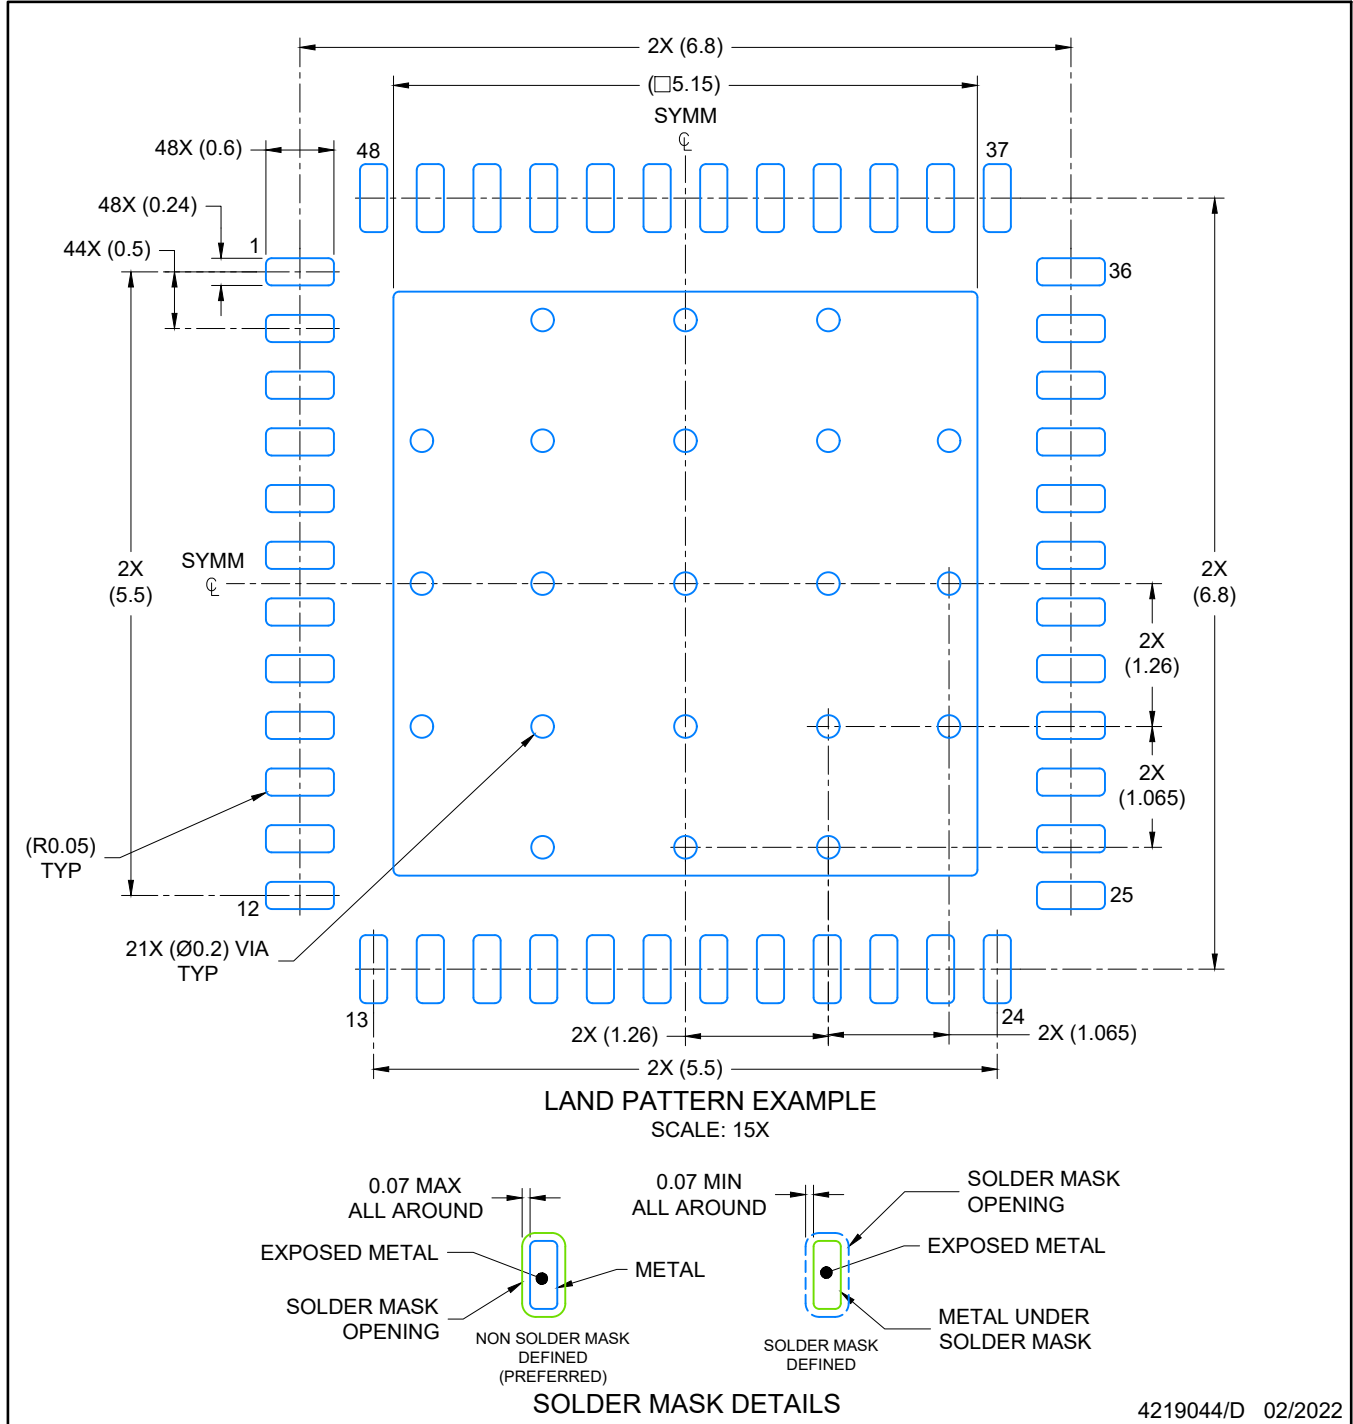 2X (6.8)
(□5.15)
SYMM
℄
48X (0.6)
48
37
48X (0.24)
44X (0.5)
1
36
SYMM
℄
2X
(5.5)
2X
(6.8)
2X
(1.26)
2X
(1.065)
(R0.05)
TYP
12
25
21X (Ø0.2) VIA
TYP
13
24
2X (1.26)
2X (1.065)
2X (5.5)
LAND PATTERN EXAMPLE
SCALE: 15X
0.07 MAX
ALL AROUND
0.07 MIN
ALL AROUND
SOLDER MASK
OPENING
EXPOSED METAL
EXPOSED METAL
METAL
SOLDER MASK
OPENING
METAL UNDER
SOLDER MASK
NON SOLDER MASK
DEFINED
(PREFERRED)
SOLDER MASK
DEFINED
SOLDER MASK DETAILS
4219044/D 02/2022